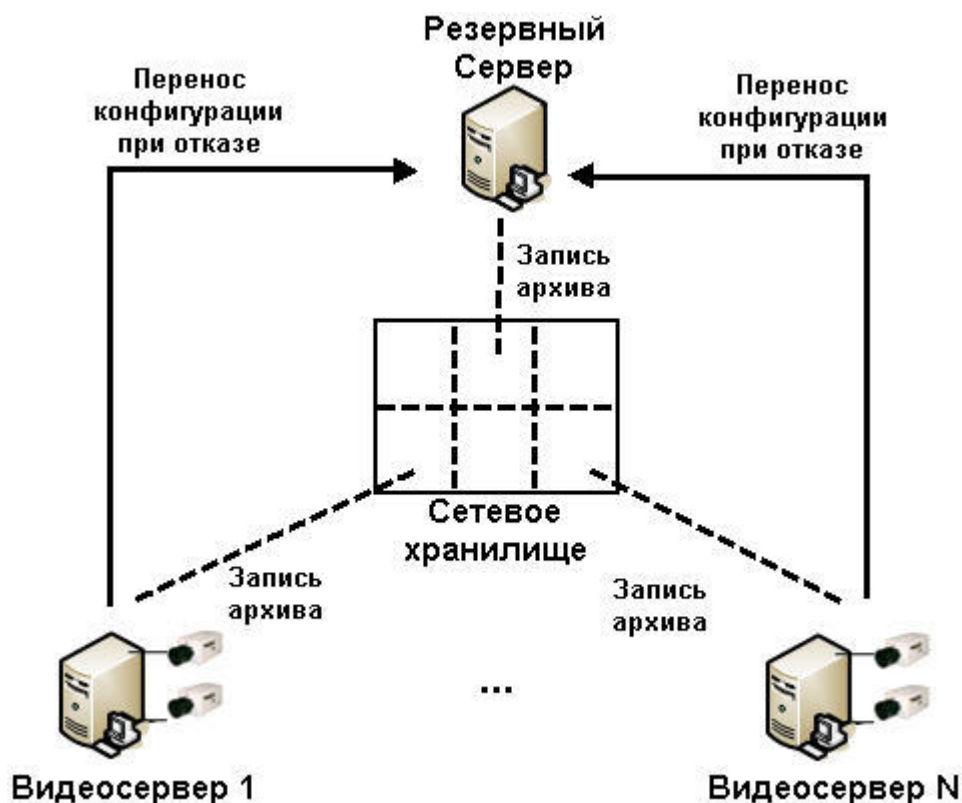 Резервный
Сервер
Перенос
конфигурации
при отказе
Перенос
конфигурации
при отказе
Запись
архива
Сетевое
хранилище
Запись
архива
Запись
архива
...
Видеосервер 1
Видеосервер N